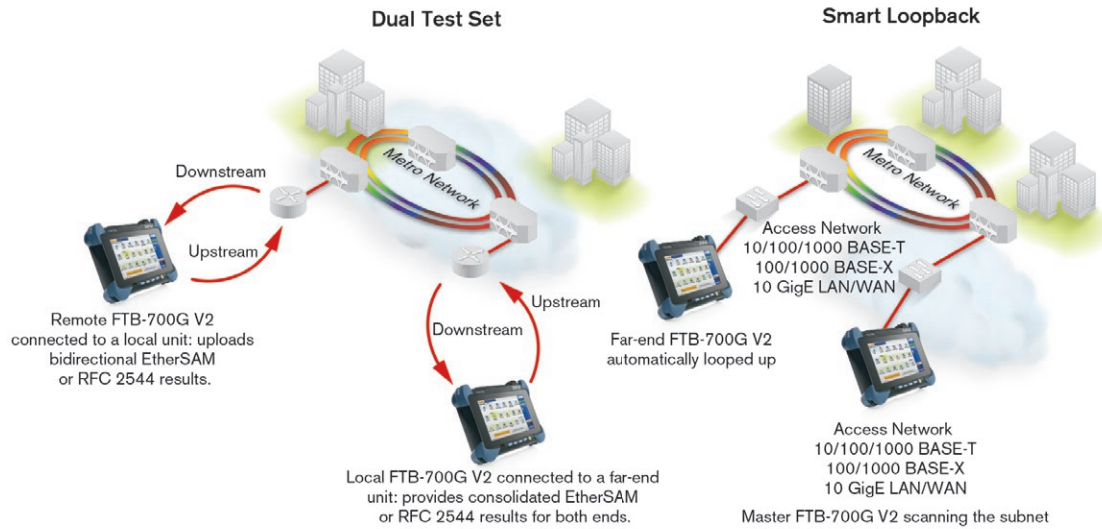 Dual Test Set
Metro Network
Downstream
Upstream
Remote FTB-700G V2
connected to a local unit: uploads
bidirectional EtherSAM
or RFC 2544 results.
Upstream
Downstream
Local FTB-700G V2 connected to a far-end
unit: provides consolidated EtherSAM
or RFC 2544 results for both ends.
Smart Loopback
Metro Network
Access Network
10/100/1000 BASE-T
100/1000 BASE-X
10 GigE LAN/WAN
Far-end FTB-700G V2
automatically looped up
Access Network
10/100/1000 BASE-T
100/1000 BASE-X
10 GigE LAN/WAN
Master FTB-700G V2 scanning the subnet